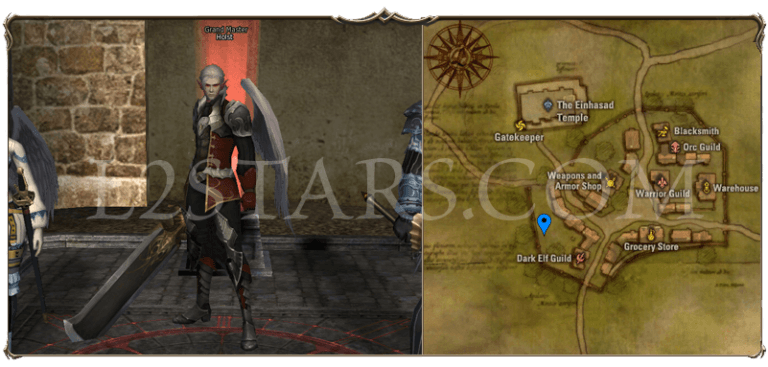 Grand Master
Holst
L2STARS.COM
The Einhasad
Temple
Gatekeeper
Blacksmith
Orc Guild
Weapons and
Armor Shop
Warrior Guild
Warehouse
Grocery Store
Dark Elf Guild